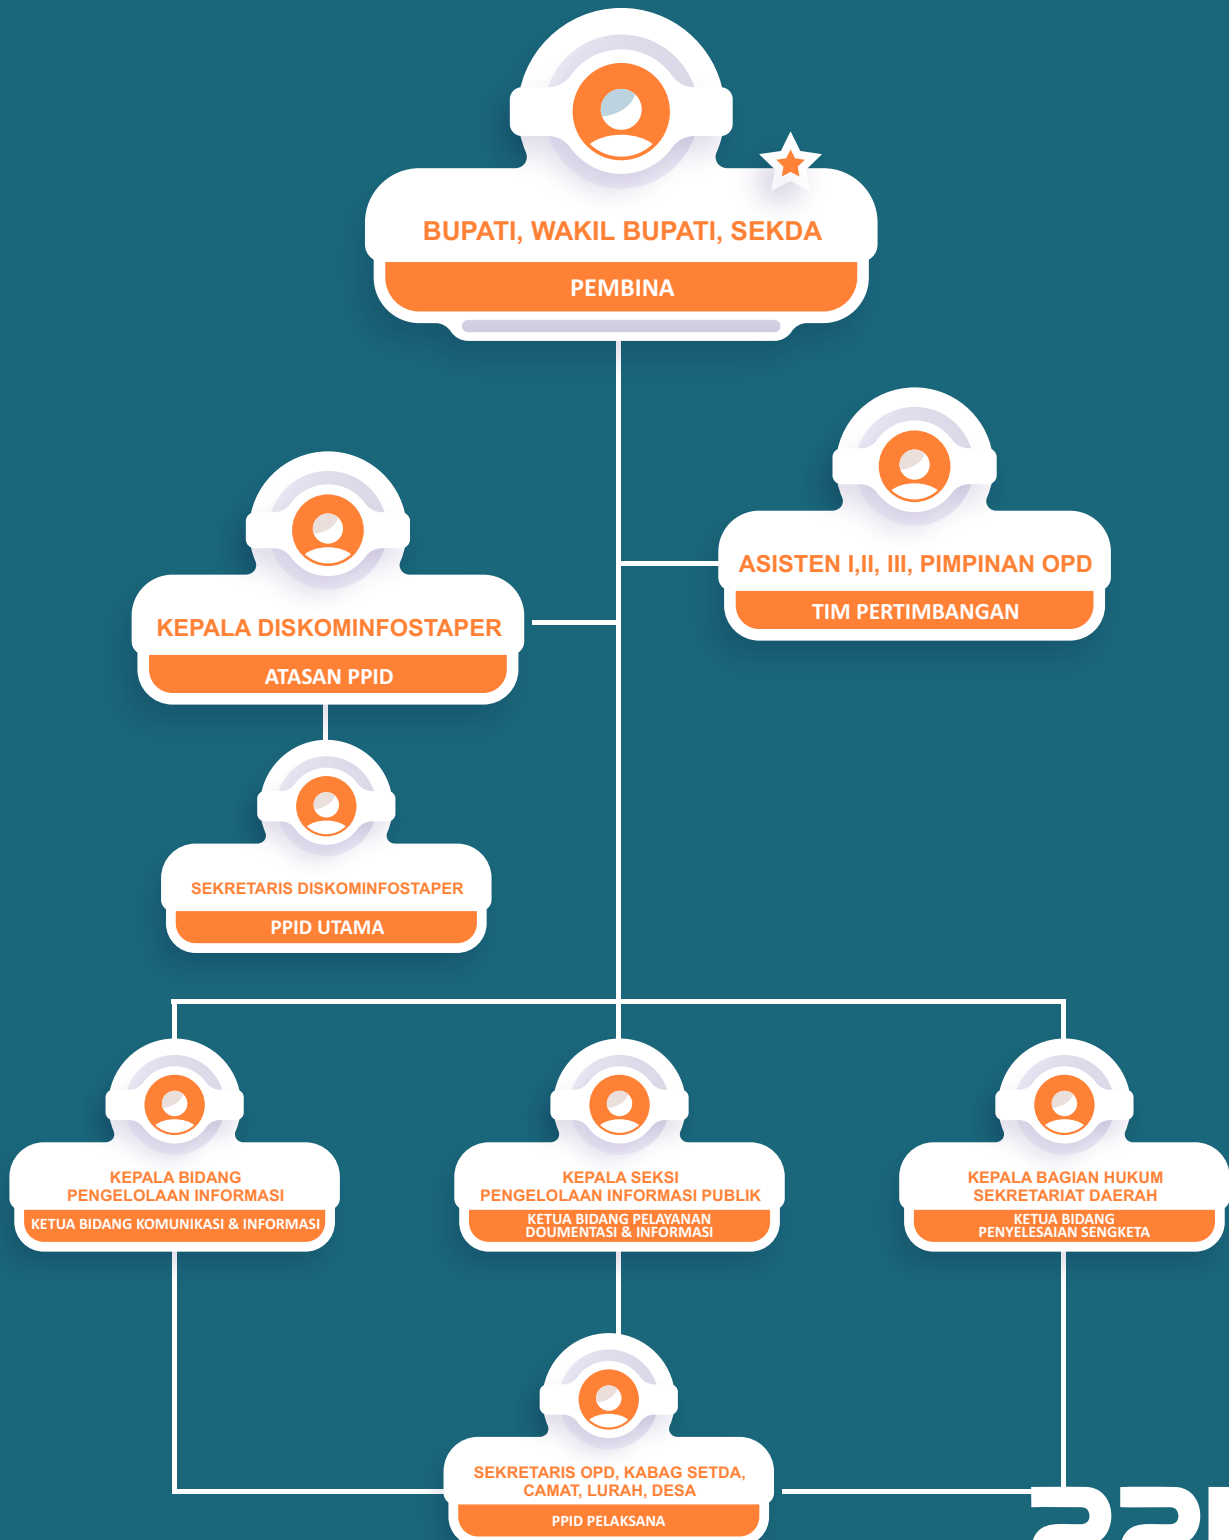 BUPATI, WAKIL BUPATI, SEKDA
PEMBINA
ASISTEN I,II, III, PIMPINAN OPD
TIM PERTIMBANGAN
KEPALA DISKOMINFOSTAPER
ATASAN PPID
SEKRETARIS DISKOMINFOSTAPER
PPID UTAMA
KEPALA BIDANG
PENGELOLAAN INFORMASI
KETUA BIDANG KOMUNIKASI & INFORMASI
KEPALA SEKSI
PENGELOLAAN INFORMASI PUBLIK
KETUA BIDANG PELAYANAN
DOUMENTASI & INFORMASI
KEPALA BAGIAN HUKUM
SEKRETARIAT DAERAH
KETUA BIDANG
PENYELESAIAN SENGKETA
SEKRETARIS OPD, KABAG SETDA,
CAMAT, LURAH, DESA
PPID PELAKSANA